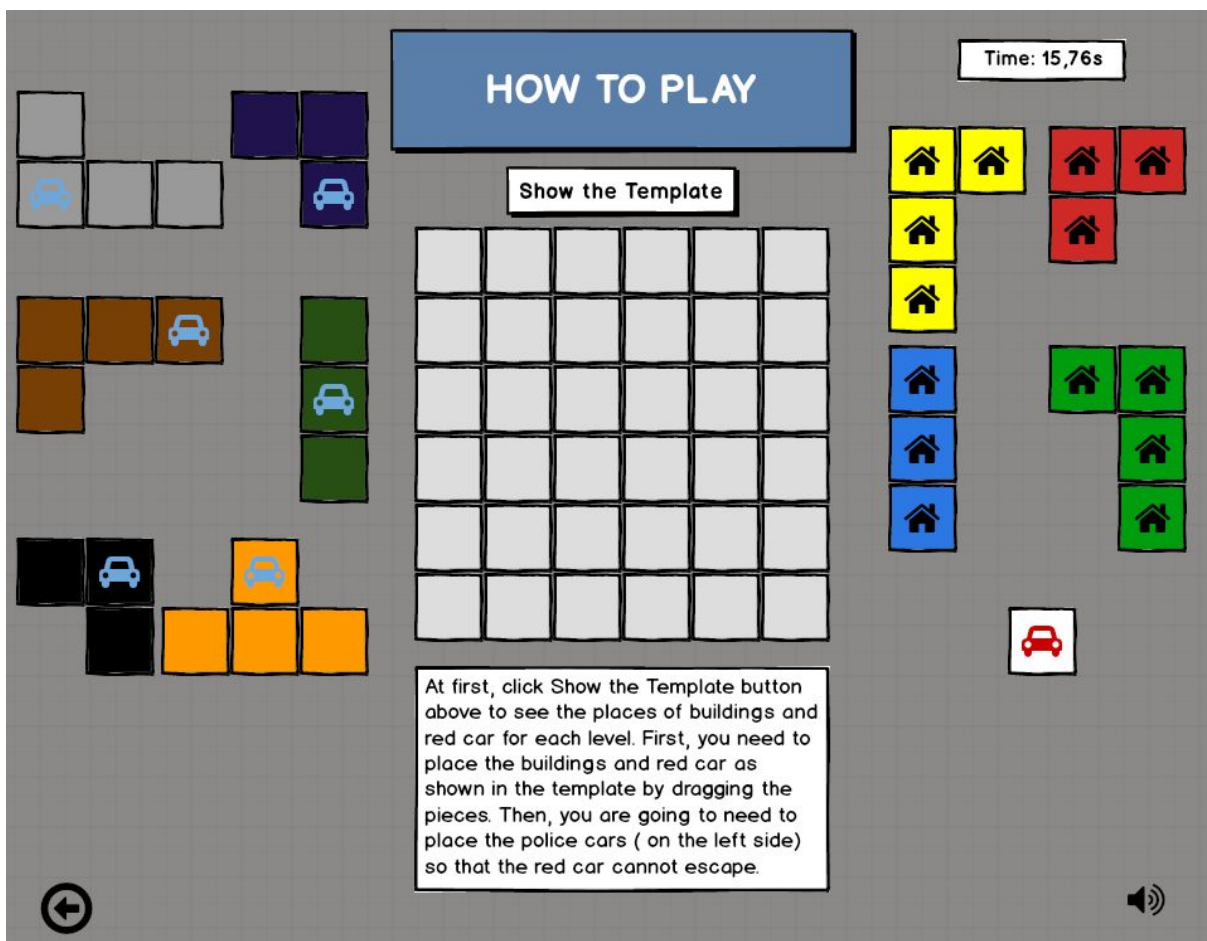 HOW TO PLAY
Time: 15,76s
Show the Template
At first, click Show the Template button
above to see the places of buildings and
red car for each level. First, you need to
place the buildings and red car as
shown in the template by dragging the
pieces. Then, you are going to need to
place the police cars ( on the left side)
so that the red car cannot escape.